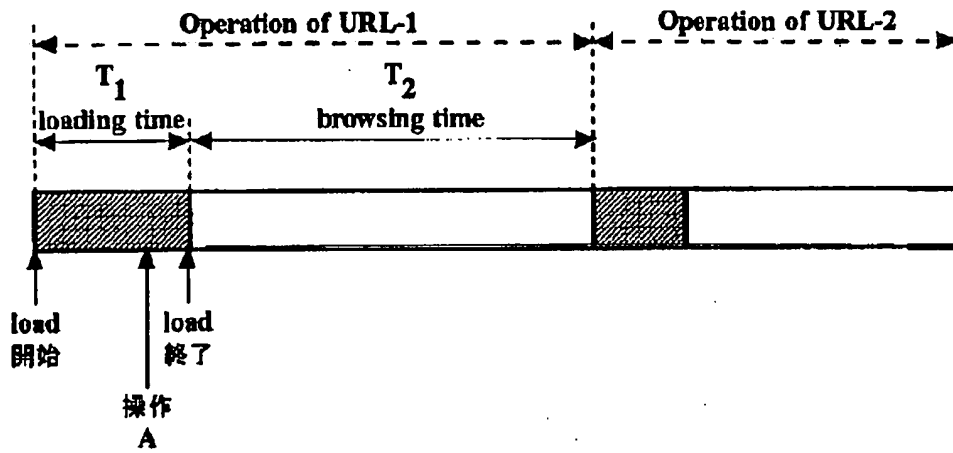 Operation of URL-1
Operation of URL-2
T1
loading time
T2
browsing time
load
開始
load
終了
操作
A